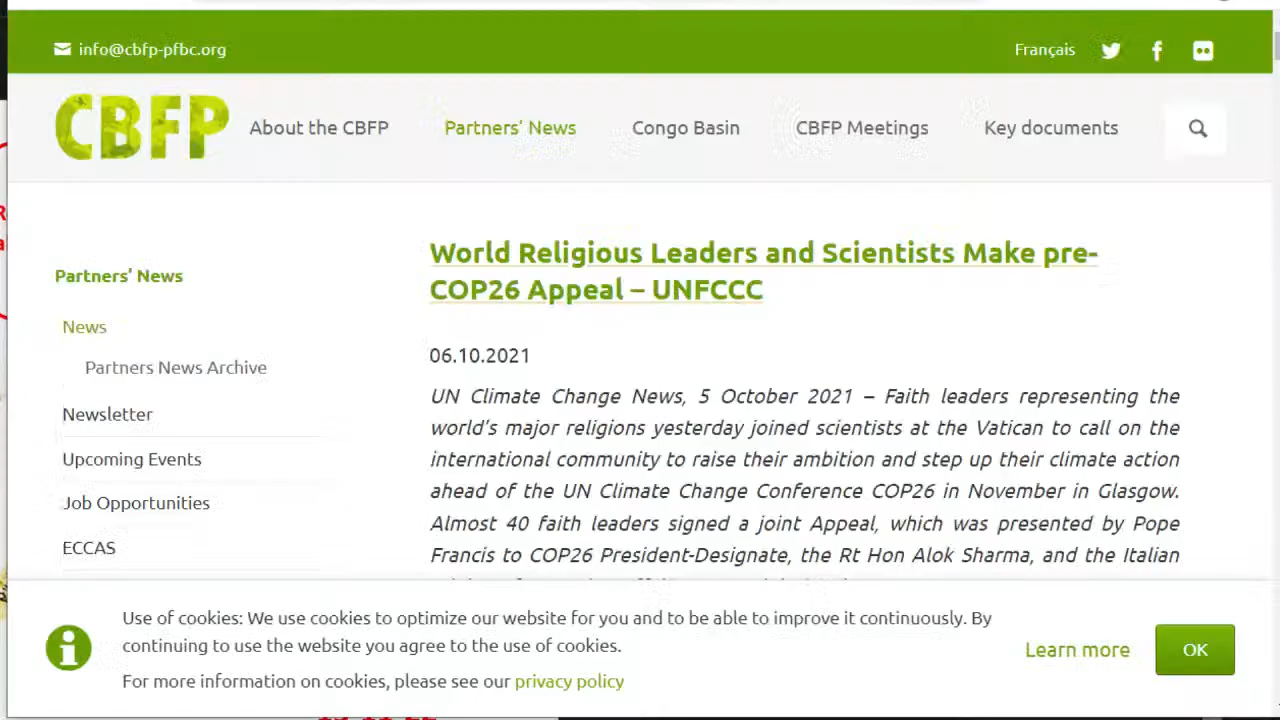 info@cbfp-pfbc.org
Français
CBFP
About the CBFP
Partners’ News
Congo Basin
CBFP Meetings
Key documents
Partners’ News
News
Partners News Archive
Newsletter
Upcoming Events
Job Opportunities
ECCAS
World Religious Leaders and Scientists Make pre-
COP26 Appeal – UNFCCC
06.10.2021
UN Climate Change News, 5 October 2021 – Faith leaders representing the
world’s major religions yesterday joined scientists at the Vatican to call on the
international community to raise their ambition and step up their climate action
ahead of the UN Climate Change Conference COP26 in November in Glasgow.
Almost 40 faith leaders signed a joint Appeal, which was presented by Pope
Francis to COP26 President-Designate, the Rt Hon Alok Sharma, and the Italian
Use of cookies: We use cookies to optimize our website for you and to be able to improve it continuously. By
continuing to use the website you agree to the use of cookies.
For more information on cookies, please see our privacy policy
Learn more
OK